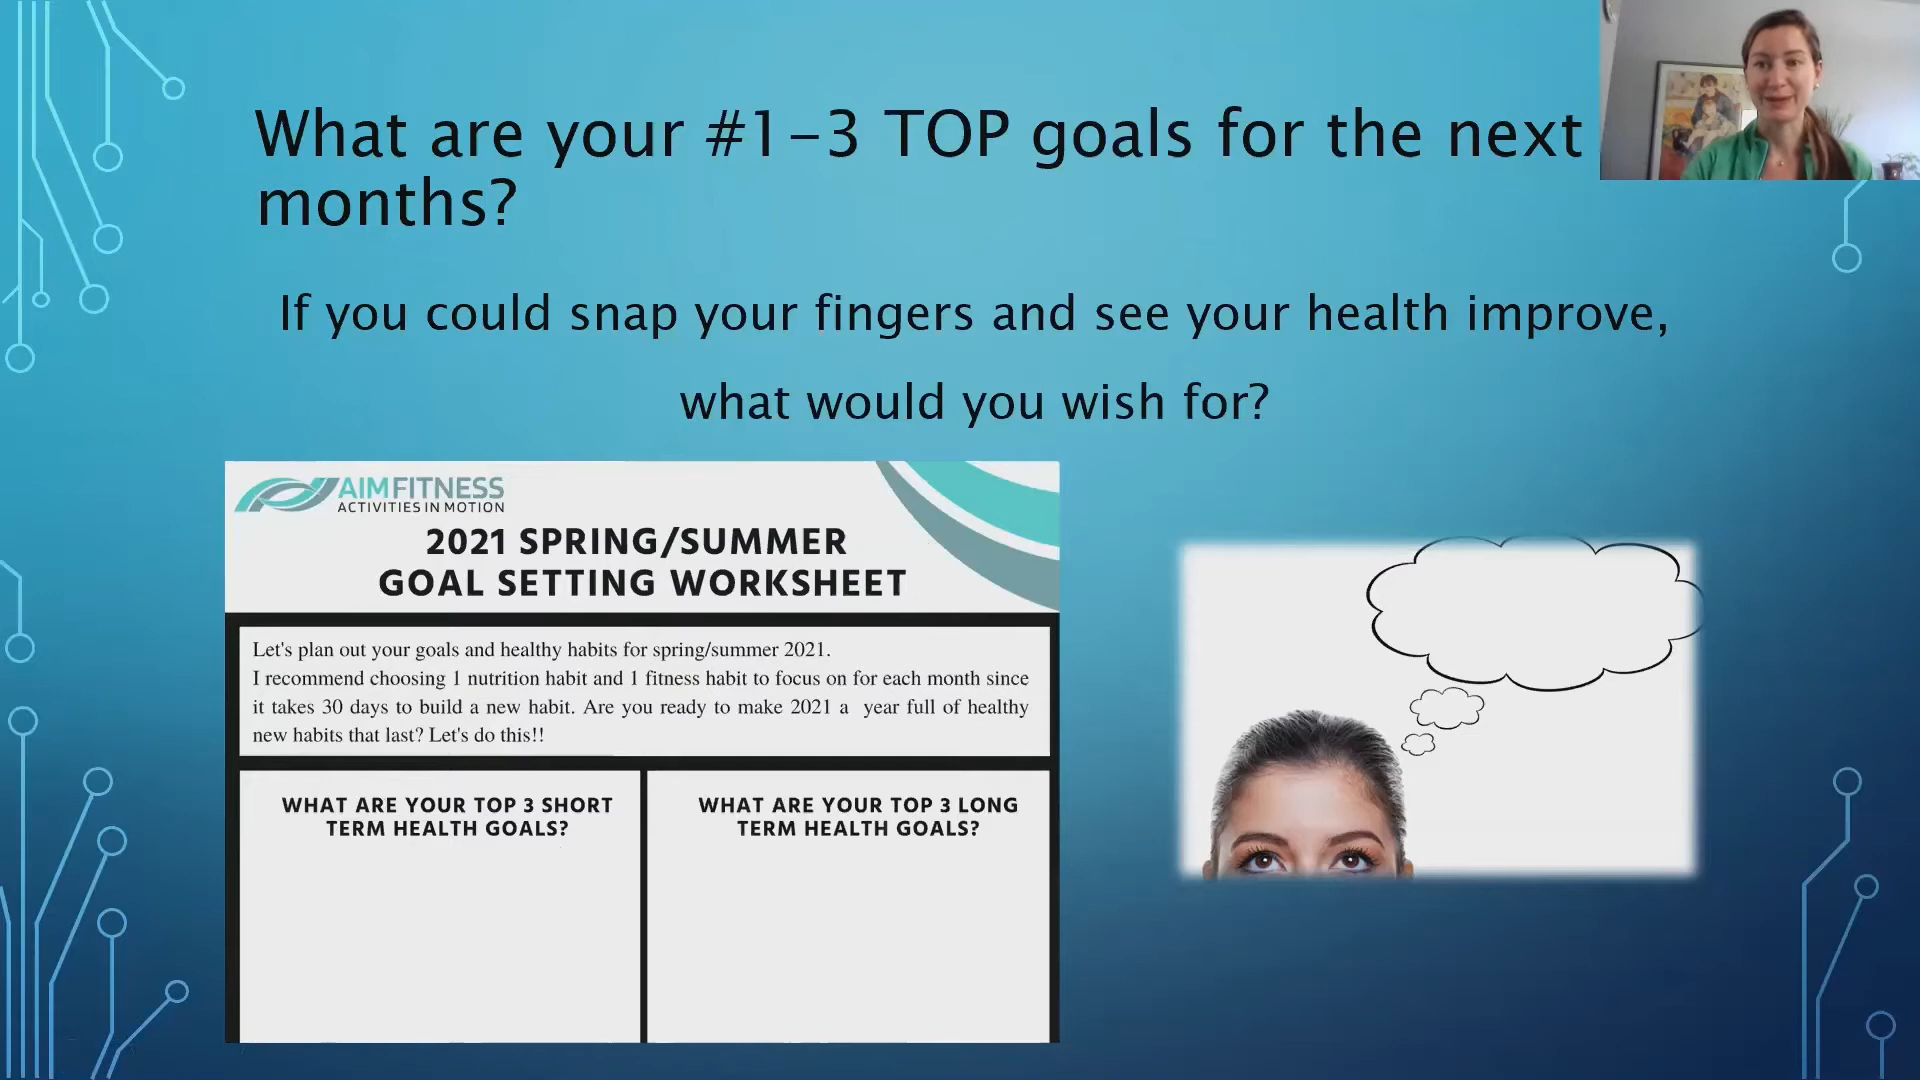 What are your #1-3 TOP goals for the next
months?
If you could snap your fingers and see your health improve,
what would you wish for?
AIMFITNESS
ACTIVITIES IN MOTION
2021 SPRING/SUMMER
GOAL SETTING WORKSHEET
Let's plan out your goals and healthy habits for spring/summer 2021.
I recommend choosing 1 nutrition habit and 1 fitness habit to focus on for each month since
it takes 30 days to build a new habit. Are you ready to make 2021 a year full of healthy
new habits that last? Let's do this!!
WHAT ARE YOUR TOP 3 SHORT
TERM HEALTH GOALS?
WHAT ARE YOUR TOP 3 LONG
TERM HEALTH GOALS?